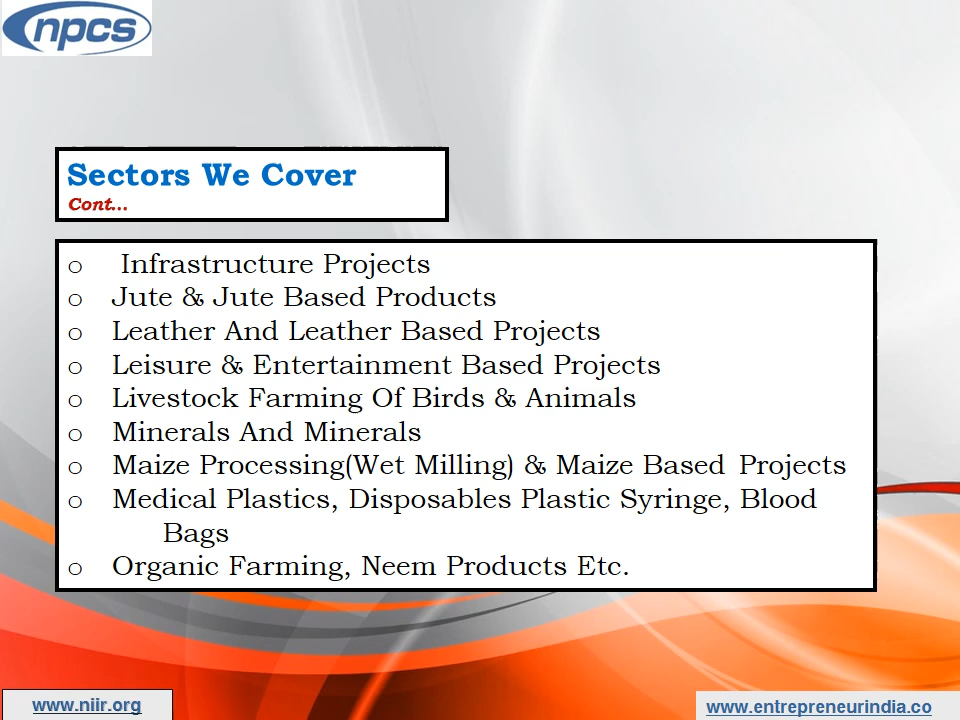 npcs
Sectors We Cover
Cont...
o Infrastructure Projects
o Jute & Jute Based Products
o Leather And Leather Based Projects
o Leisure & Entertainment Based Projects
o Livestock Farming Of Birds & Animals
o Minerals And Minerals
o Maize Processing(Wet Milling) & Maize Based Projects
o Medical Plastics, Disposables Plastic Syringe, Blood
Bags
o Organic Farming, Neem Products Etc.
www.niir.org
www.entrepreneurindia.co